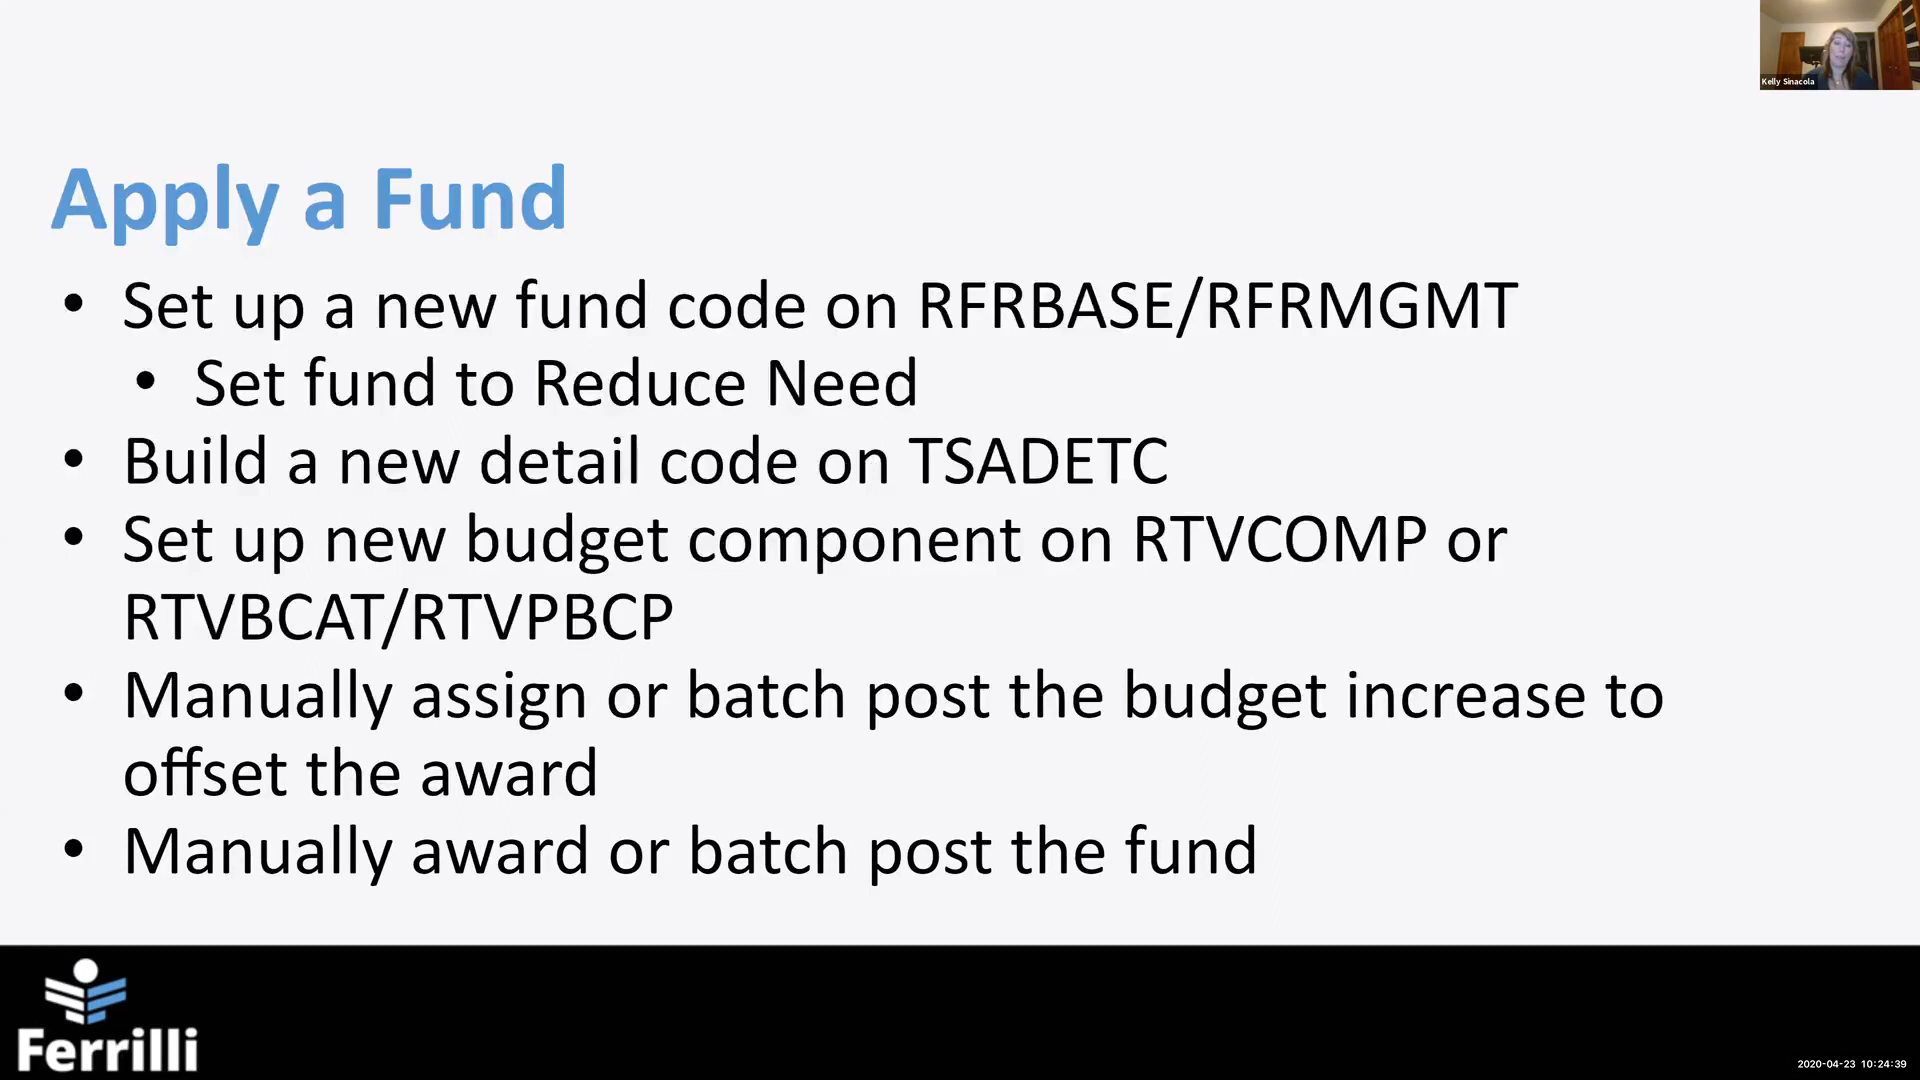 Kelly Sinacola
Apply a Fund
• Set up a new fund code on RFRBASE/RFRMGMT
• Set fund to Reduce Need
• Build a new detail code on TSADETC
• Set up new budget component on RTVCOMP or
RTVBCAT/RTVPBCP
• Manually assign or batch post the budget increase to
offset the award
• Manually award or batch post the fund
Ferrilli
2020-04-23 10:24:39